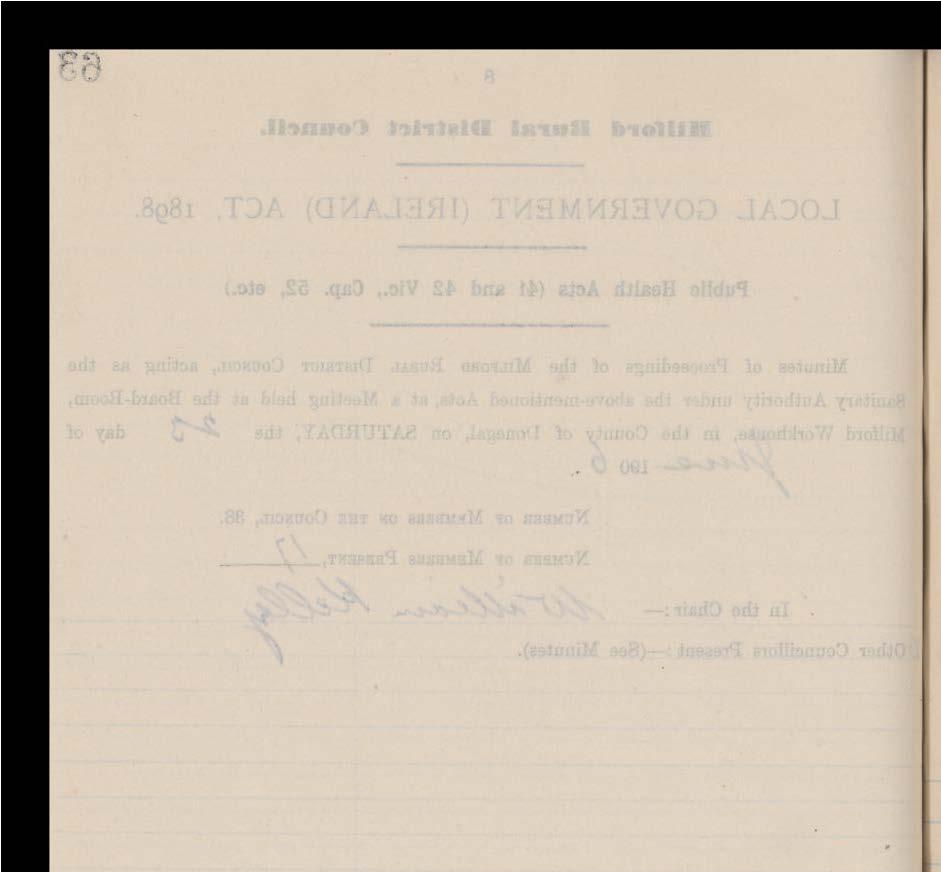 63
8
Milford Rural District Council.
LOCAL GOVERNMENT (IRELAND) ACT, 1898.
Public Health Acts (41 and 42 Vic., Cap. 52, etc.)
Minutes of Proceedings of the MILFORD RURAL DISTRICT COUNCIL, acting as the
Sanitary Authority under the above-mentioned Acts, at a Meeting held at the Board-Room,
Milford Workhouse, in the County of Donegal, on SATURDAY, the day of
June 1906.
NUMBER OF MEMBERS ON THE COUNCIL, 38.
NUMBER OF MEMBERS PRESENT, 17
In the Chair:— William Kelly
Other Councillors Present:—(See Minutes).